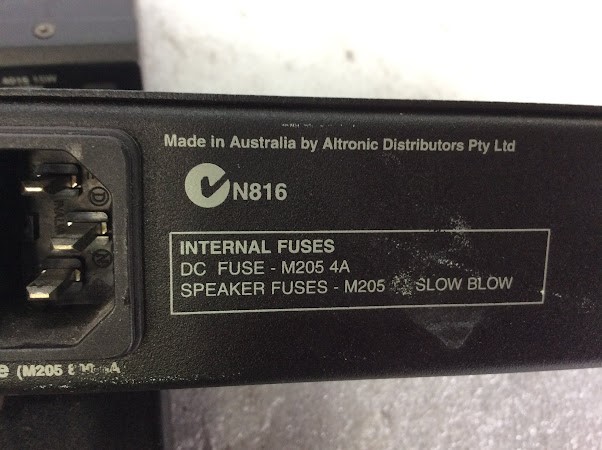 Made in Australia by Altronic Distributors Pty Ltd
N816
INTERNAL FUSES
DC FUSE - M205 4A
SPEAKER FUSES - M205 SLOW BLOW
e (M205